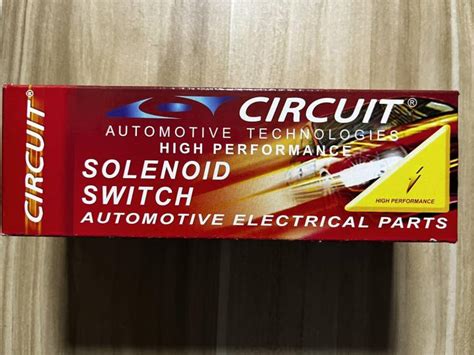 CIRCUIT®
CIRCUIT®
AUTOMOTIVE TECHNOLOGIES
HIGH PERFORMANCE
SOLENOID
SWITCH
HIGH PERFORMANCE
AUTOMOTIVE ELECTRICAL PARTS